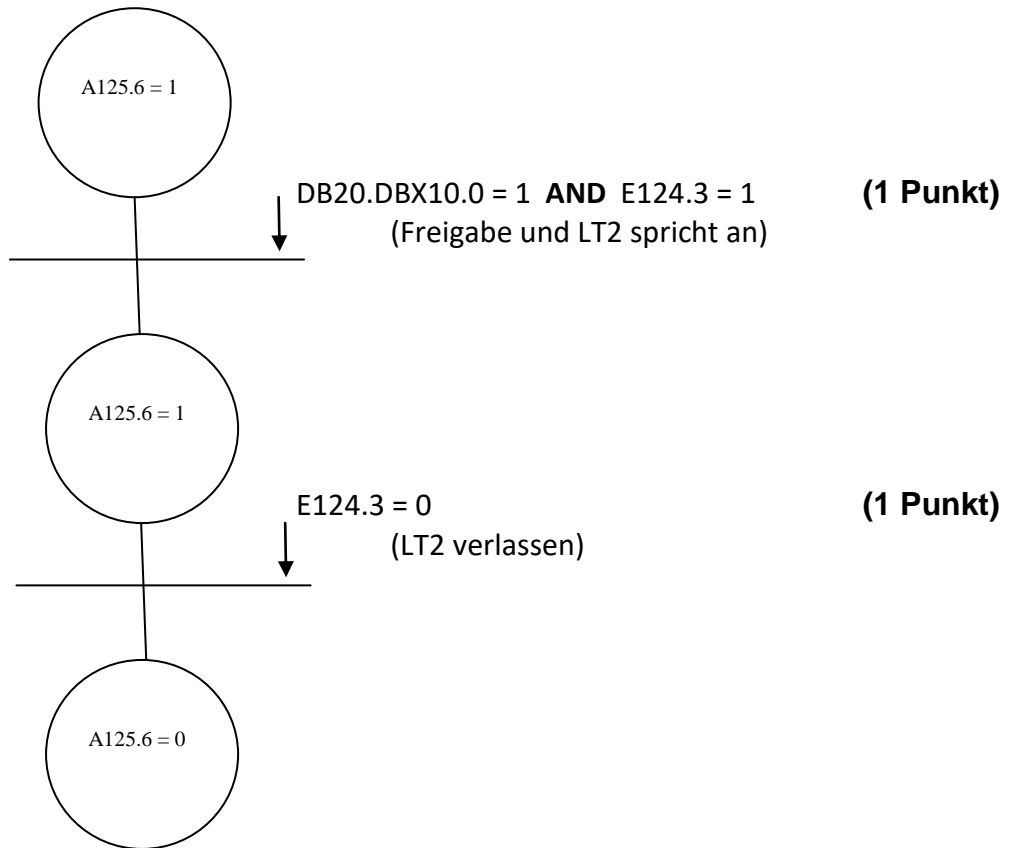 A125.6 = 1
DB20.DBX10.0 = 1 AND E124.3 = 1 (1 Punkt)
(Freigabe und LT2 spricht an)
A125.6 = 1
E124.3 = 0 (1 Punkt)
(LT2 verlassen)
A125.6 = 0